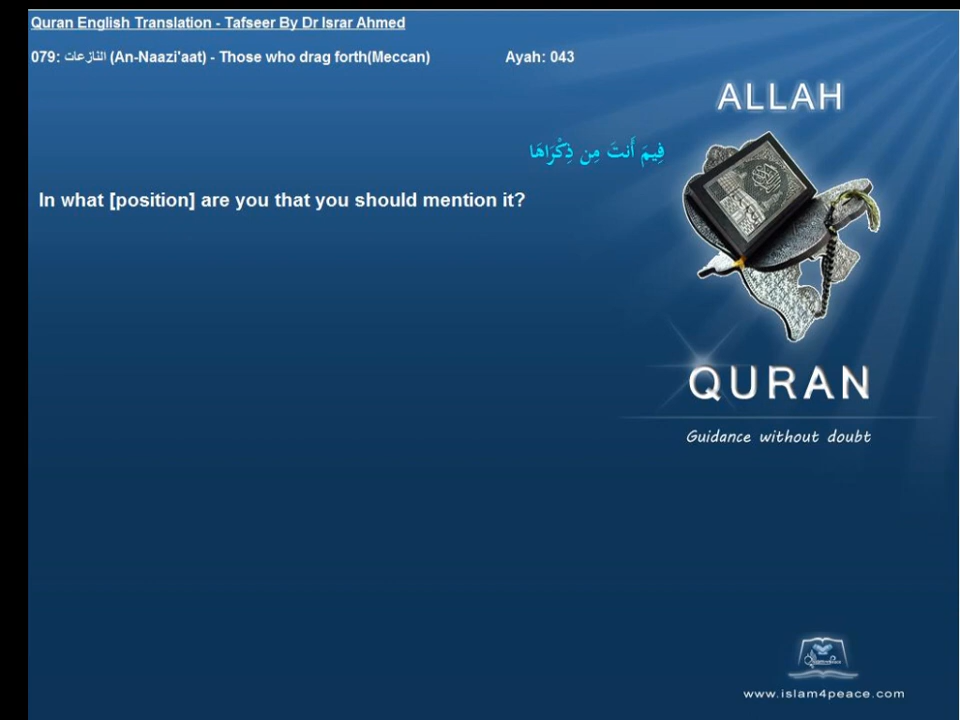 Quran English Translation - Tafseer By Dr Israr Ahmed
079: النازعات (An-Naazi'aat) - Those who drag forth(Meccan) Ayah: 043
ALLAH
فِيمَ أَنتَ مِن ذِكْرَاهَا
In what [position] are you that you should mention it?
QURAN
Guidance without doubt
www.islam4peace.com